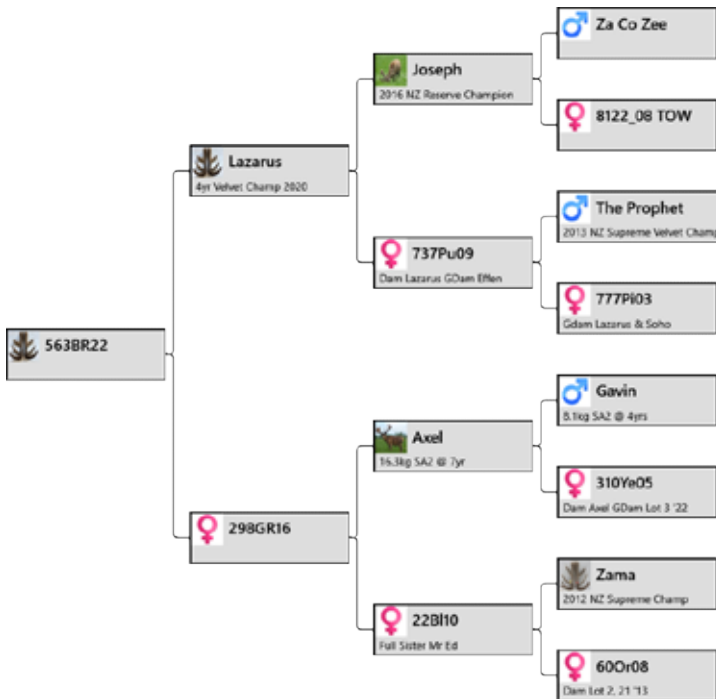 Za Co Zee
Joseph
2016 NZ Reserve Champion
8122_08 TOW
Lazarus
4yr Velvet Champ 2020
The Prophet
2013 NZ Supreme Velvet Champ
737Pu09
Dam Lazarus GDam Effen
777Pi03
Gdam Lazarus & Soho
563BR22
Gavin
8.1kg SA2 @ 4yrs
Axel
16.3kg SA2 @ 7yr
310Ye05
Dam Axel GDam Lot 3 '22
298GR16
Zama
2012 NZ Supreme Champ
22Bl10
Full Sister Mr Ed
60Or08
Dam Lot 2, 21 '13